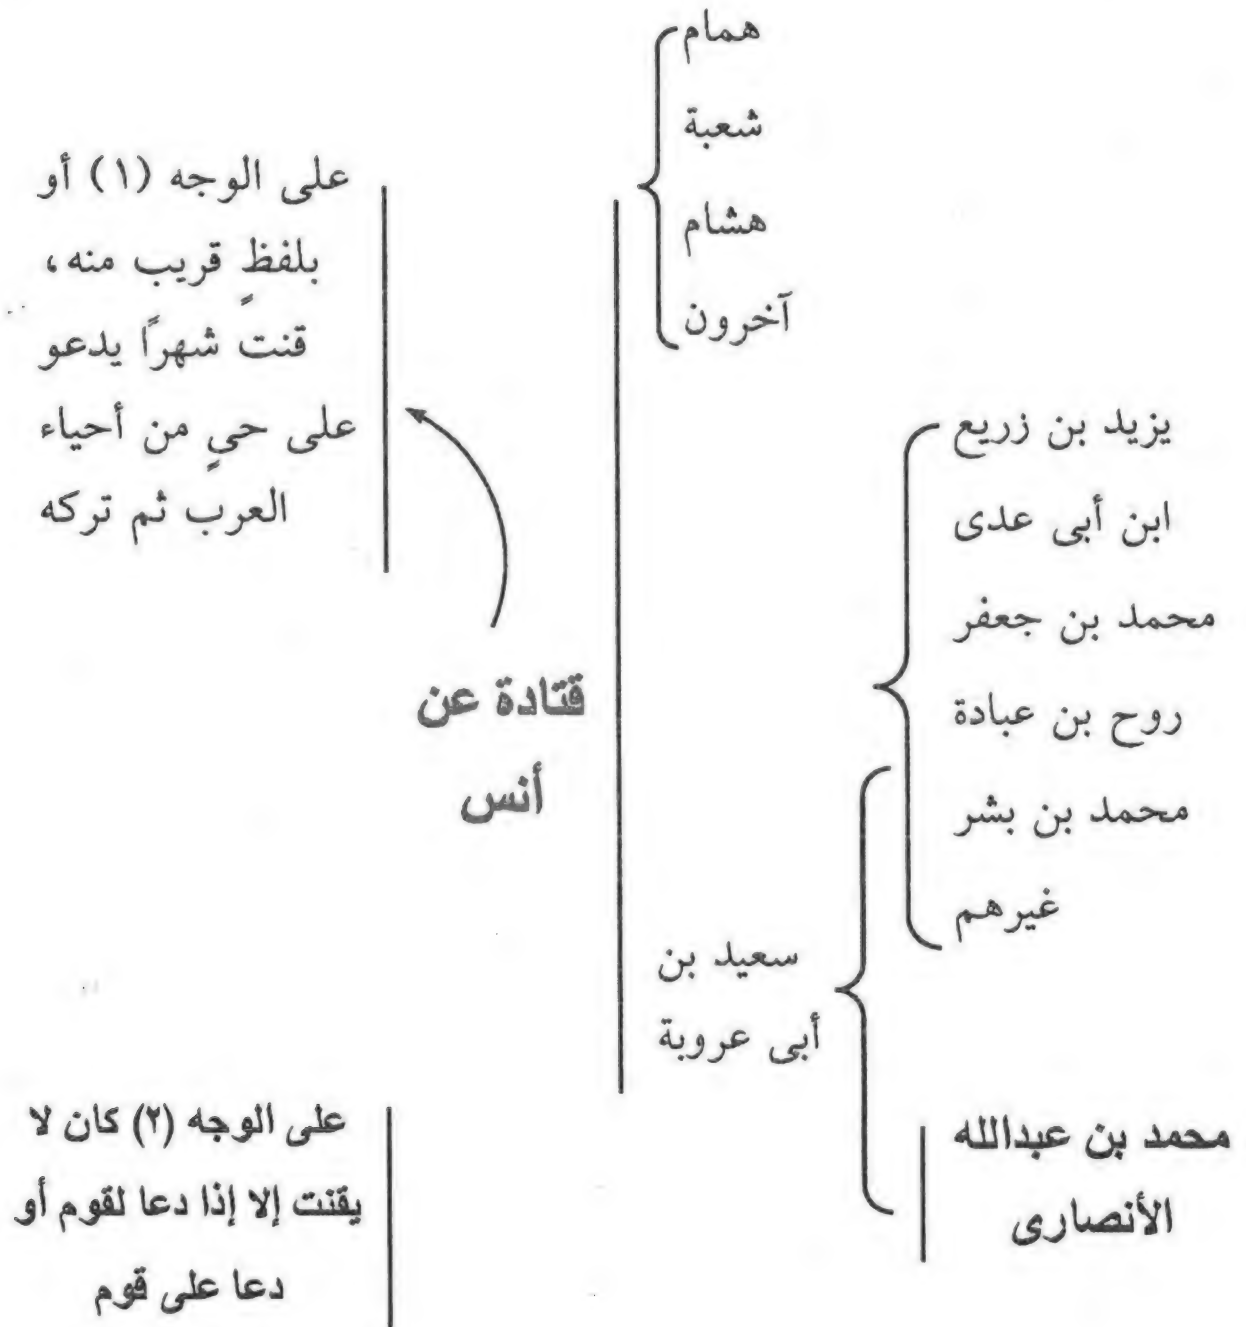 همام
شعبة
هشام
آخرون
يزيد بن زريع
ابن أبى عدى
محمد بن جعفر
روح بن عبادة
محمد بن بشر
غيرهم
سعيد بن
أبى عروبة
محمد بن عبدالله
الأنصارى
قتادة عن
أنس
على الوجه (١) أو
بلفظٍ قريب منه،
قنت شهرًا يدعو
على حيٍ من أحياء
العرب ثم تركه
على الوجه (٢) كان لا
يقنت إلا إذا دعا لقوم أو
دعا على قوم